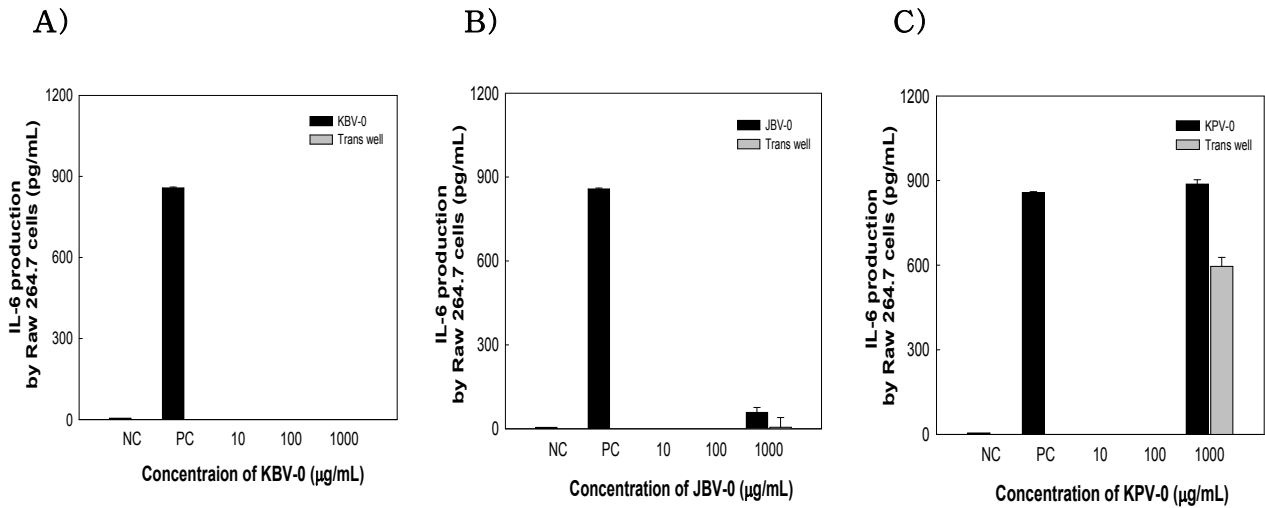 A)
1200
900
600
300
0
IL-6 production
by Raw 264.7 cells (pg/mL)
KBV-0
Trans well
NC PC 10 100 1000
Concentraion of KBV-0 (μg/mL)
B)
1200
900
600
300
0
IL-6 production
by Raw 264.7 cells (pg/mL)
JBV-0
Trans well
NC PC 10 100 1000
Concentration of JBV-0 (μg/mL)
C)
1200
900
600
300
0
IL-6 production
by Raw 264.7 cells (pg/mL)
KPV-0
Trans well
NC PC 10 100 1000
Concentration of KPV-0 (μg/mL)